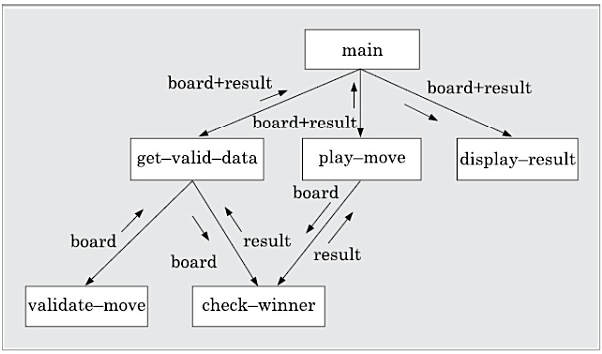 main
board+result
board+result
board+result
get–valid–data
play–move
display–result
board
board
result
board
result
validate–move
check–winner